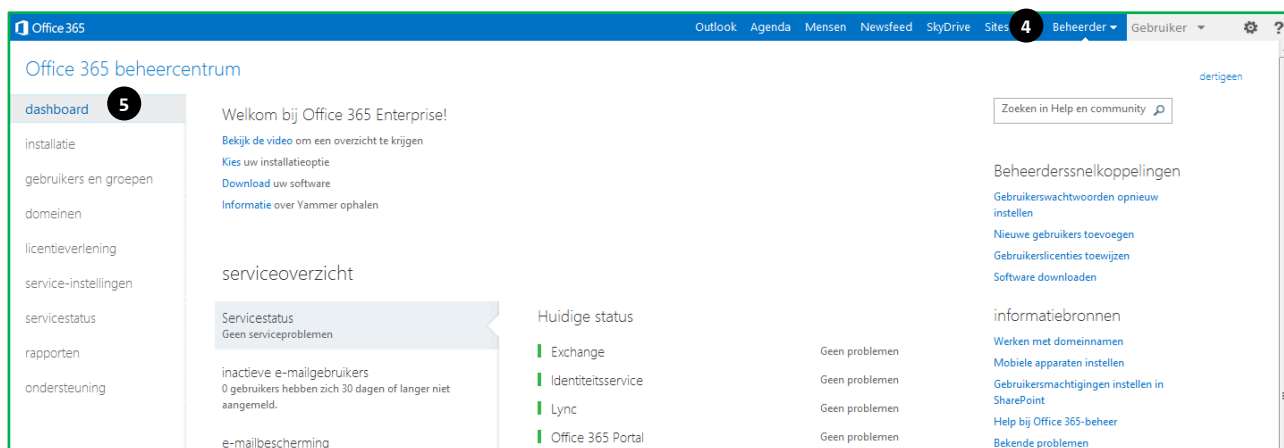 Office 365
Outlook Agenda Mensen Newsfeed SkyDrive Sites 4 Beheerder Gebruiker ?
Office 365 beheercentrum
dertigeen
dashboard 5
installatie
gebruikers en groepen
domeinen
licentieverlening
service-instellingen
servicestatus
rapporten
ondersteuning
Welkom bij Office 365 Enterprise!
Bekijk de video om een overzicht te krijgen
Kies uw installatieoptie
Download uw software
Informatie over Yammer ophalen
serviceoverzicht
Servicestatus
Geen serviceproblemen
inactieve e-mailgebruikers
0 gebruikers hebben zich 30 dagen of langer niet
aangemeld.
e-mailbescherming
Huidige status
Exchange Geen problemen
Identiteitsservice Geen problemen
Lync Geen problemen
Office 365 Portal Geen problemen
Zoeken in Help en community
Beheerderssnelkoppelingen
Gebruikerswachtwoorden opnieuw
instellen
Nieuwe gebruikers toevoegen
Gebruikerslicenties toewijzen
Software downloaden
informatiebronnen
Werken met domeinnamen
Mobiele apparaten instellen
Gebruikersmachtigingen instellen in
SharePoint
Help bij Office 365-beheer
Bekende problemen